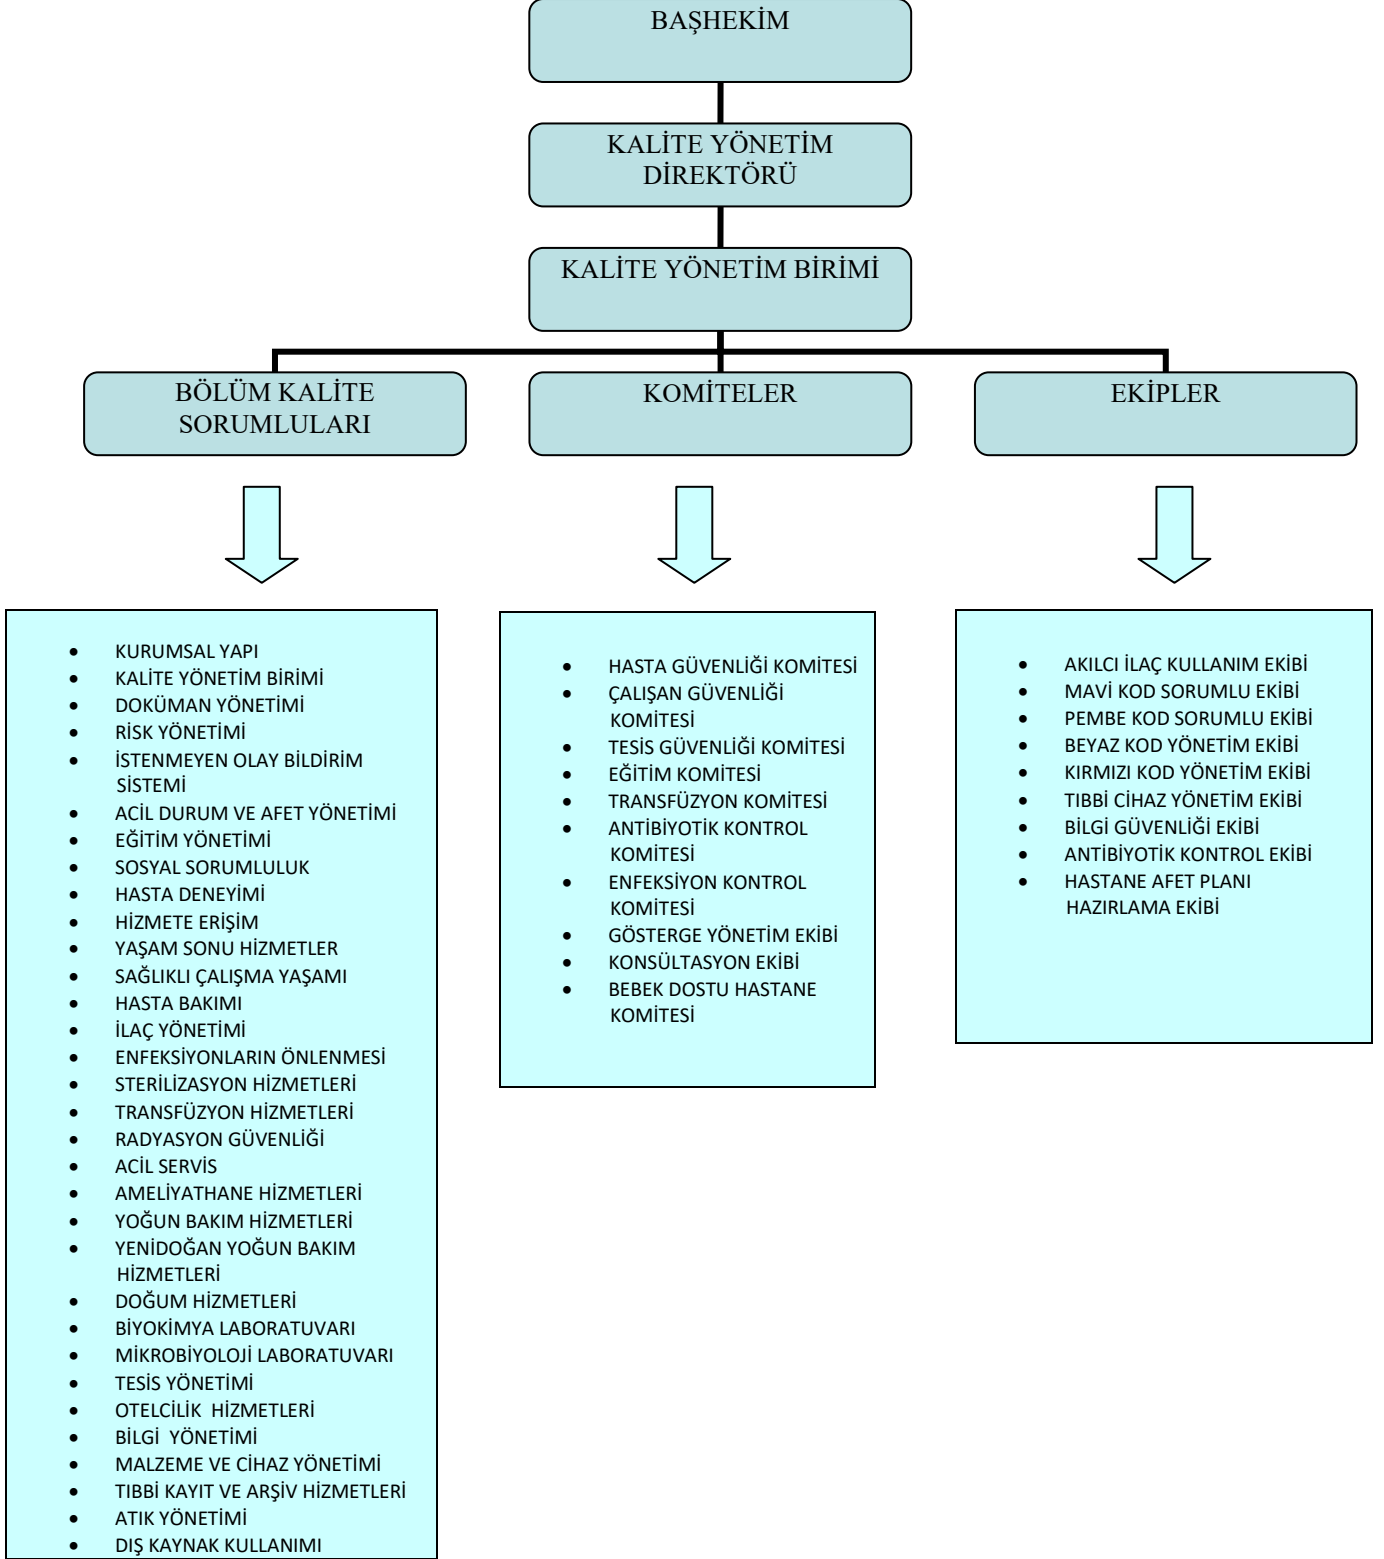 BAŞHEKİM
KALİTE YÖNETİM
DİREKTÖRÜ
KALİTE YÖNETİM BİRİMİ
BÖLÜM KALİTE
SORUMLULARI
KOMİTELER
EKİPLER
• KURUMSAL YAPI
• KALİTE YÖNETİM BİRİMİ
• DOKÜMAN YÖNETİMİ
• RİSK YÖNETİMİ
• İSTENMEYEN OLAY BİLDİRİM
SİSTEMİ
• ACİL DURUM VE AFET YÖNETİMİ
• EĞİTİM YÖNETİMİ
• SOSYAL SORUMLULUK
• HASTA DENEYİMİ
• HİZMETE ERİŞİM
• YAŞAM SONU HİZMETLER
• SAĞLIKLI ÇALIŞMA YAŞAMI
• HASTA BAKIMI
• İLAÇ YÖNETİMİ
• ENFEKSİYONLARIN ÖNLENMESİ
• STERİLİZASYON HİZMETLERİ
• TRANSFÜZYON HİZMETLERİ
• RADYASYON GÜVENLİĞİ
• ACİL SERVİS
• AMELİYATHANE HİZMETLERİ
• YOĞUN BAKIM HİZMETLERİ
• YENİDOĞAN YOĞUN BAKIM
HİZMETLERİ
• DOĞUM HİZMETLERİ
• BİYOKİMYA LABORATUVARI
• MİKROBİYOLOJİ LABORATUVARI
• TESİS YÖNETİMİ
• OTELCİLİK HİZMETLERİ
• BİLGİ YÖNETİMİ
• MALZEME VE CİHAZ YÖNETİMİ
• TIBBİ KAYIT VE ARŞİV HİZMETLERİ
• ATIK YÖNETİMİ
• DIŞ KAYNAK KULLANIMI
• HASTA GÜVENLİĞİ KOMİTESİ
• ÇALIŞAN GÜVENLİĞİ
KOMİTESİ
• TESİS GÜVENLİĞİ KOMİTESİ
• EĞİTİM KOMİTESİ
• TRANSFÜZYON KOMİTESİ
• ANTİBİYOTİK KONTROL
KOMİTESİ
• ENFEKSİYON KONTROL
KOMİTESİ
• GÖSTERGE YÖNETİM EKİBİ
• KONSÜLTASYON EKİBİ
• BEBEK DOSTU HASTANE
KOMİTESİ
• AKILCI İLAÇ KULLANIM EKİBİ
• MAVİ KOD SORUMLU EKİBİ
• PEMBE KOD SORUMLU EKİBİ
• BEYAZ KOD YÖNETİM EKİBİ
• KIRMIZI KOD YÖNETİM EKİBİ
• TIBBİ CİHAZ YÖNETİM EKİBİ
• BİLGİ GÜVENLİĞİ EKİBİ
• ANTİBİYOTİK KONTROL EKİBİ
• HASTANE AFET PLANI
HAZIRLAMA EKİBİ